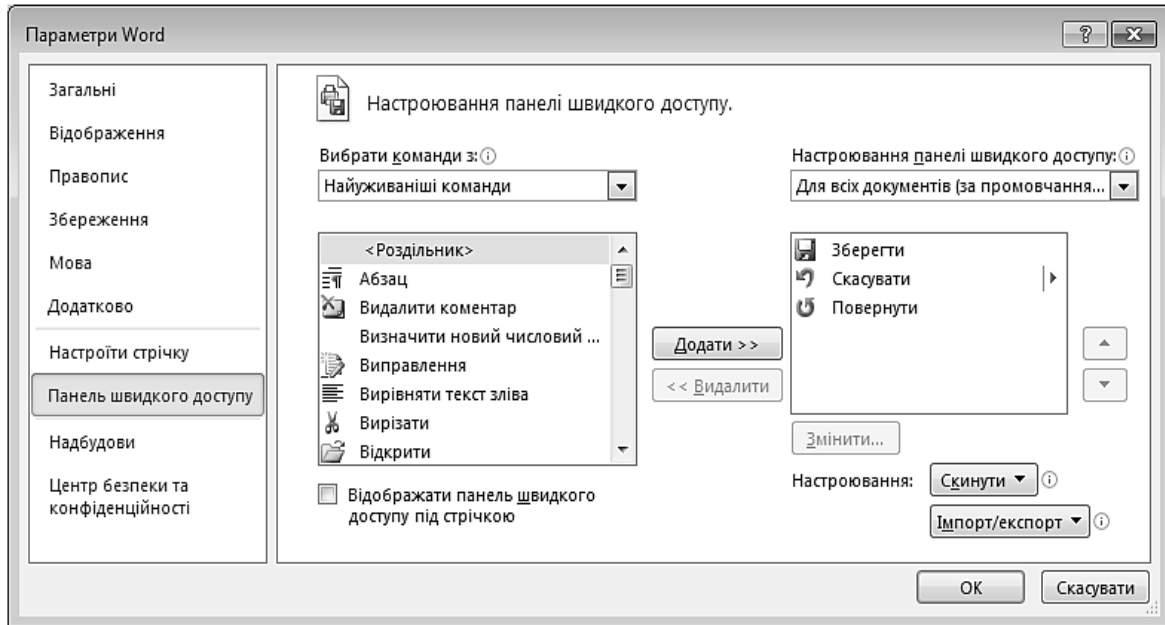 Параметри Word
Загальні
Відображення
Правопис
Збереження
Мова
Додатково
Настроїти стрічку
Панель швидкого доступу
Надбудови
Центр безпеки та
конфіденційності
Настроювання панелі швидкого доступу.
Вибрати команди з:
Найуживаніші команди
<Роздільник>
Абзац
Видалити коментар
Визначити новий числовий ...
Виправлення
Вирівняти текст зліва
Вирізати
Відкрити
Відображати панель швидкого
доступу під стрічкою
Додати >>
<< Видалити
Настроювання панелі швидкого доступу:
Для всіх документів (за промовчання...
Зберегти
Скасувати
Повернути
Змінити...
Настроювання:
Скинути
Імпорт/експорт
ОК
Скасувати